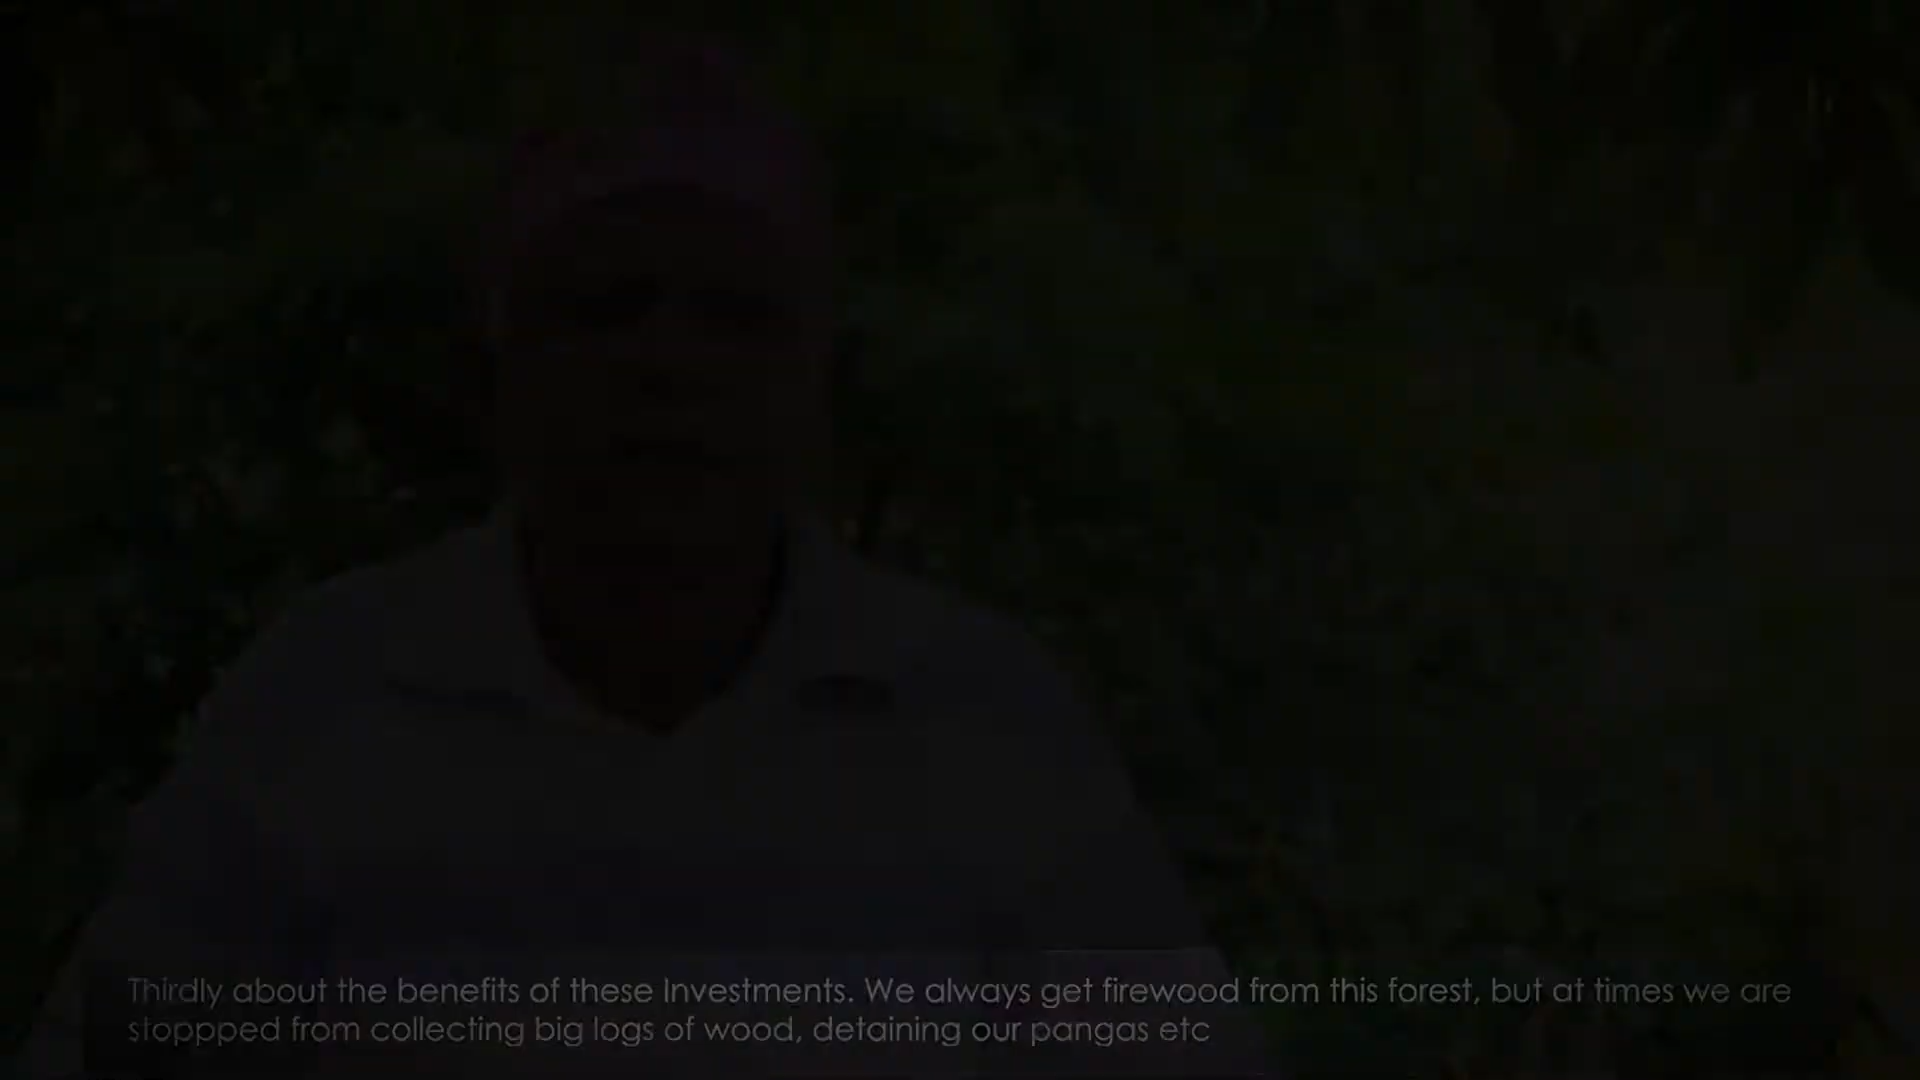 Thirdly about the benefits of these Investments. We always get firewood from this forest, but at times we are
stoppped from collecting big logs of wood, detaining our pangas etc